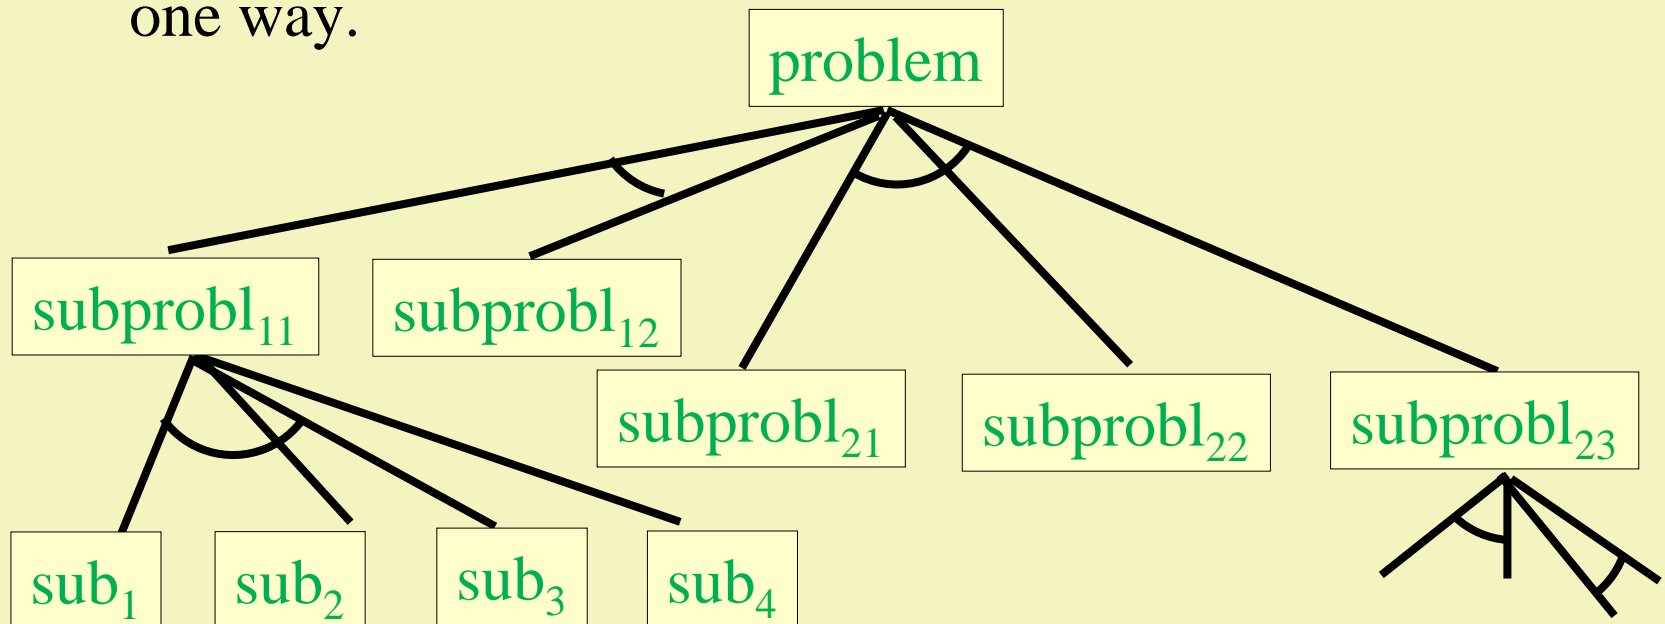 one way.
problem
subprobl₁₁ subprobl₁₂
subprobl₂₁ subprobl₂₂ subprobl₂₃
sub₁ sub₂ sub₃ sub₄